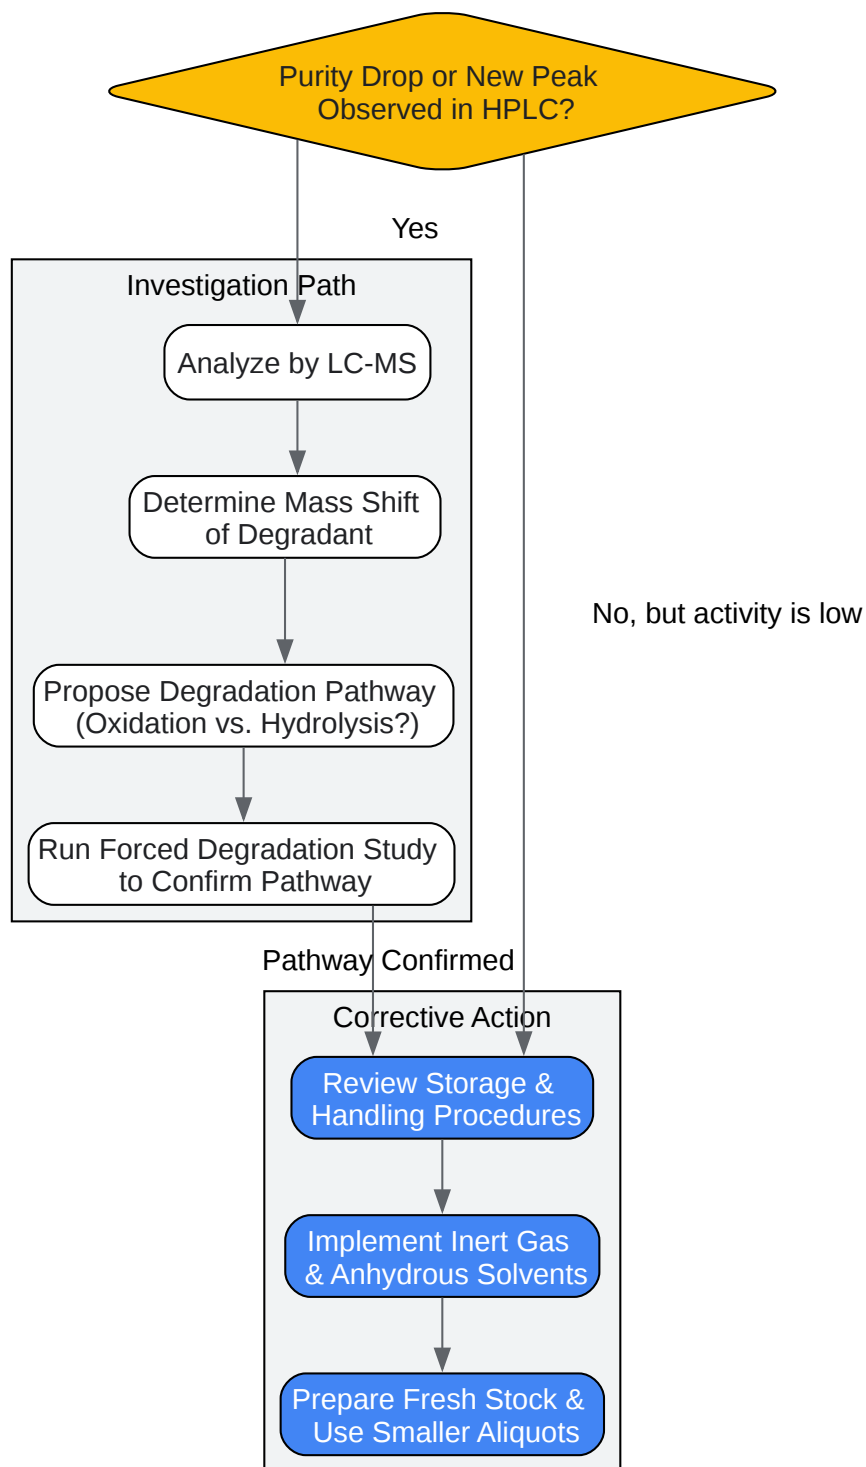 Purity Drop or New Peak
Observed in HPLC?
Yes
Investigation Path
Analyze by LC-MS
Determine Mass Shift
of Degradant
No, but activity is low
Propose Degradation Pathway
(Oxidation vs. Hydrolysis?)
Run Forced Degradation Study
to Confirm Pathway
Pathway Confirmed
Corrective Action
Review Storage &
Handling Procedures
Implement Inert Gas
& Anhydrous Solvents
Prepare Fresh Stock &
Use Smaller Aliquots